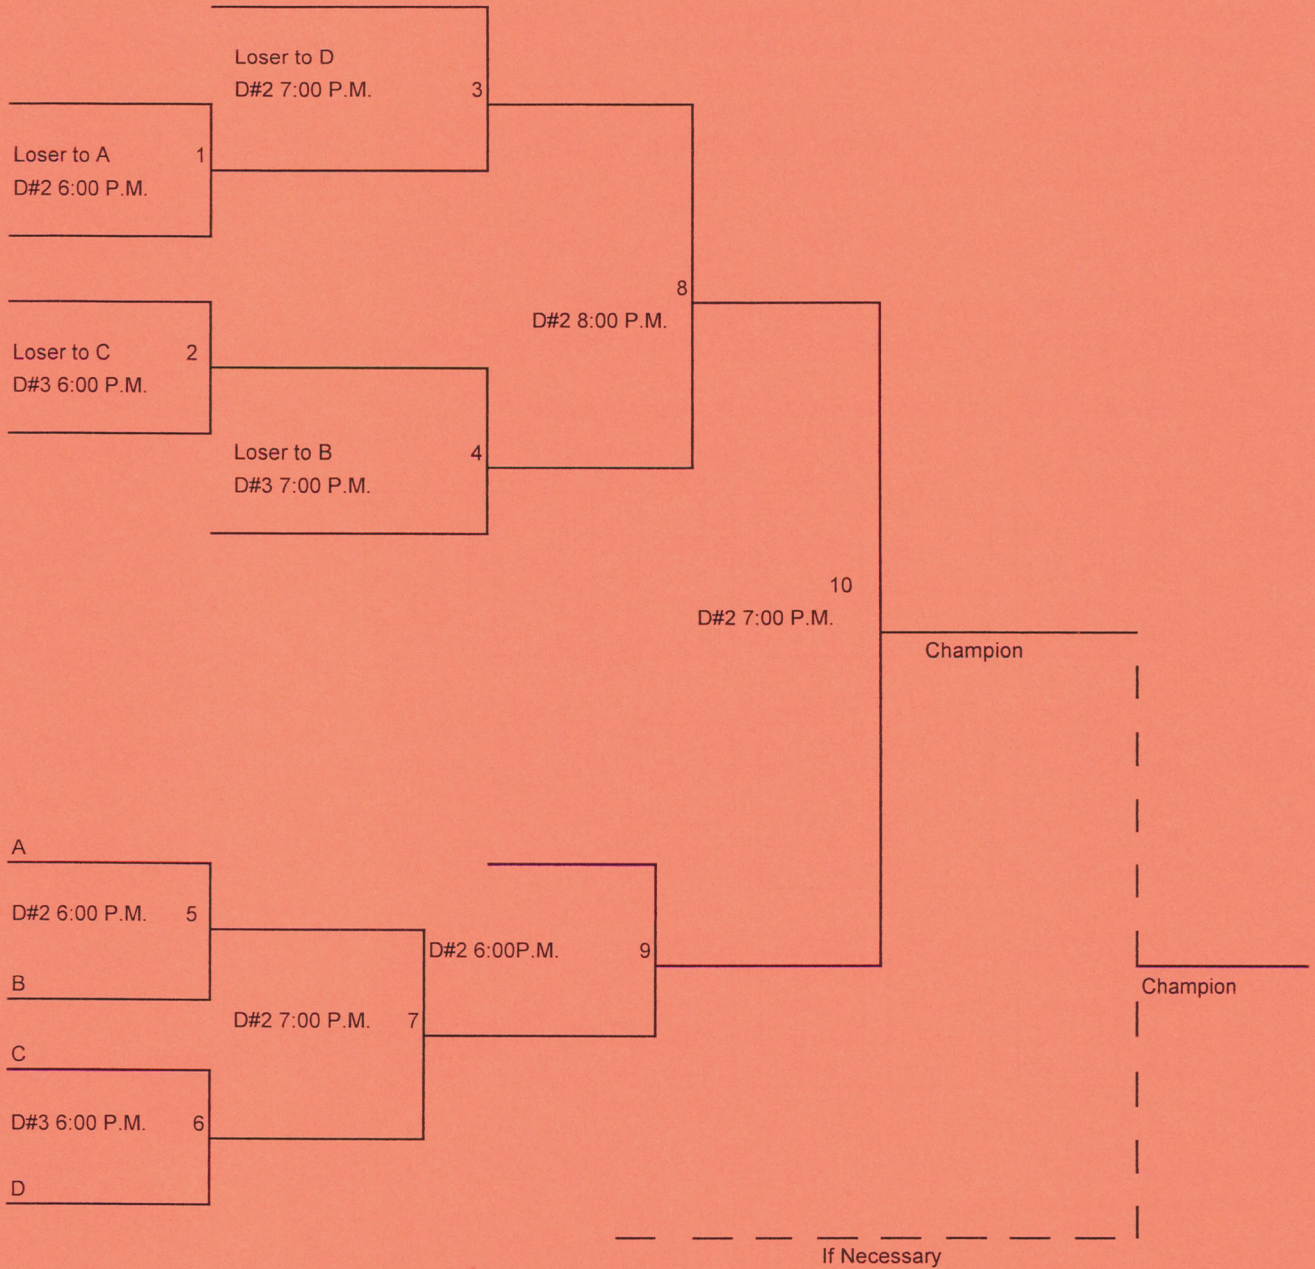 Loser to D
D#2 7:00 P.M. 3
Loser to A 1
D#2 6:00 P.M.
8
D#2 8:00 P.M.
Loser to C 2
D#3 6:00 P.M.
Loser to B 4
D#3 7:00 P.M.
10
D#2 7:00 P.M.
Champion
A
D#2 6:00 P.M. 5
B
D#2 6:00P.M. 9
Champion
D#2 7:00 P.M. 7
C
D#3 6:00 P.M. 6
D
If Necessary